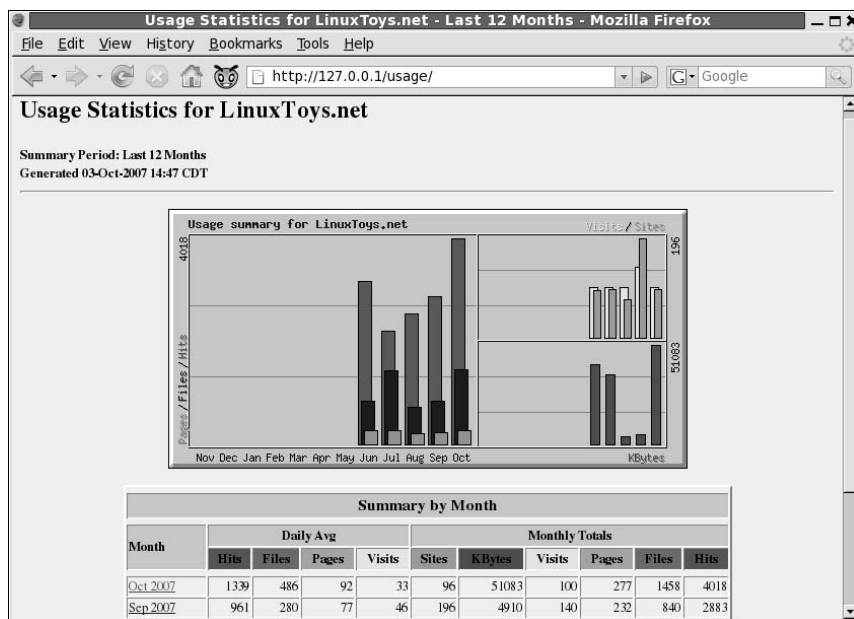 Usage Statistics for LinuxToys.net - Last 12 Months - Mozilla Firefox
File Edit View History Bookmarks Tools Help
http://127.0.0.1/usage/ G Google
Usage Statistics for LinuxToys.net
Summary Period: Last 12 Months
Generated 03-Oct-2007 14:47 CDT
Usage summary for LinuxToys.net Visits/Sites
4018
196
Pages/Files/Hits
51083
Nov Dec Jan Feb Mar Apr May Jun Jul Aug Sep Oct KBytes
Summary by Month
Month Daily Avg Monthly Totals
Hits Files Pages Visits Sites KBytes Visits Pages Files Hits
Oct 2007 1339 486 92 33 96 51083 100 277 1458 4018
Sep 2007 961 280 77 46 196 4910 140 232 840 2883